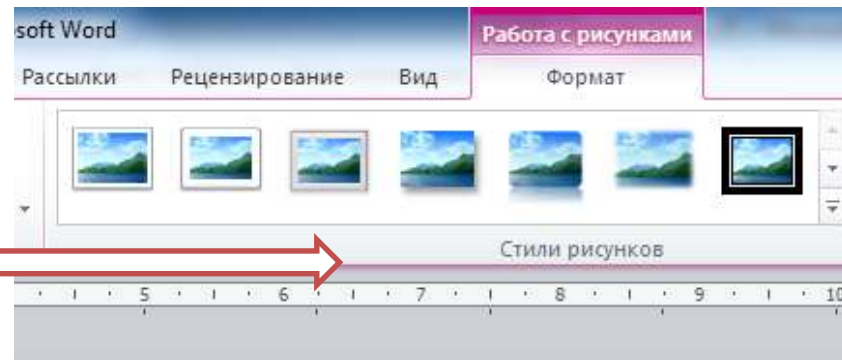 soft Word
Работа с рисунками
Рассылки Рецензирование Вид Формат
Стили рисунков
5 6 7 8 9 10